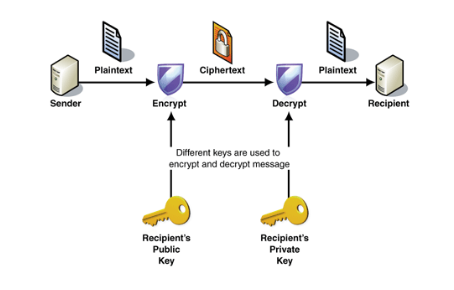 Plaintext
Ciphertext
Plaintext
Sender
Encrypt
Decrypt
Recipient
Different keys are used to
encrypt and decrypt message
Recipient's
Public
Key
Recipient's
Private
Key